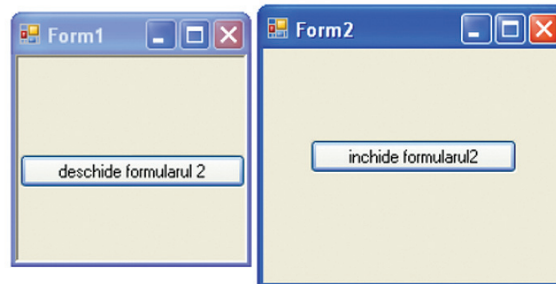 Form1
deschide formularul 2
Form2
inchide formularul2